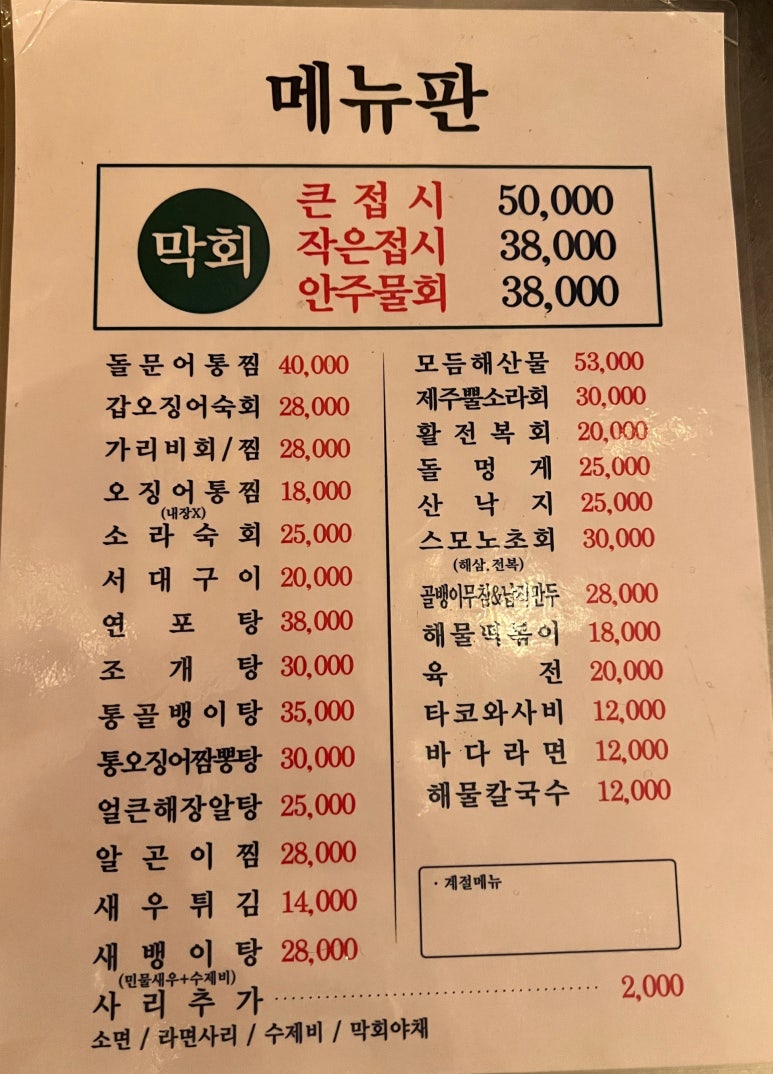 메뉴판
막회
큰접시 50,000
작은접시 38,000
안주물회 38,000
돌문어통찜 40,000
갑오징어숙회 28,000
가리비회/찜 28,000
오징어통찜 18,000
(내장X)
소라숙회 25,000
서대구이 20,000
연포탕 38,000
조개탕 30,000
통골뱅이탕 35,000
통오징어짬뽕탕 30,000
얼큰해장알탕 25,000
알곤이찜 28,000
새우튀김 14,000
새뱅이탕 28,000
(민물새우+수제비)
모듬해산물 53,000
제주뿔소라회 30,000
활전복회 20,000
돌멍게 25,000
산낙지 25,000
스모노초회 30,000
(해삼.전복)
골뱅이무침&납작만두 28,000
해물떡볶이 18,000
육전 20,000
타코와사비 12,000
바다라면 12,000
해물칼국수 12,000
· 계절메뉴
사리추가 2,000
소면 / 라면사리 / 수제비 / 막회야채